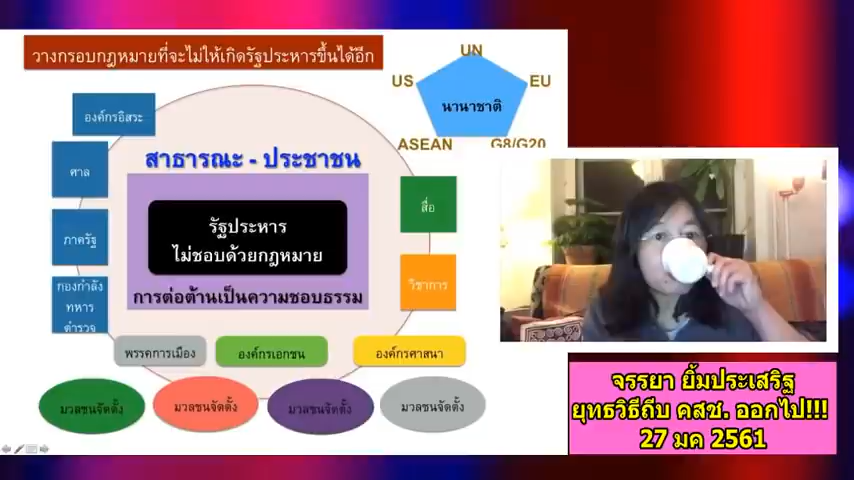 วางกรอบกฎหมายที่จะไม่ให้เกิดรัฐประหารขึ้นได้อีก
UN
US
EU
นานาชาติ
ASEAN
G8/G20
องค์กรอิสระ
สาธารณะ - ประชาชน
ศาล
สื่อ
รัฐประหาร
ไม่ชอบด้วยกฎหมาย
ภาครัฐ
วิชาการ
กองกำลัง
ทหาร
ตำรวจ
การต่อต้านเป็นความชอบธรรม
พรรคการเมือง
องค์กรเอกชน
องค์กรศาสนา
มวลชนจัดตั้ง
มวลชนจัดตั้ง
มวลชนจัดตั้ง
มวลชนจัดตั้ง
จรรยา ยิ้มประเสริฐ
ยุทธวิธีถีบ คสช. ออกไป!!!
27 มค 2561